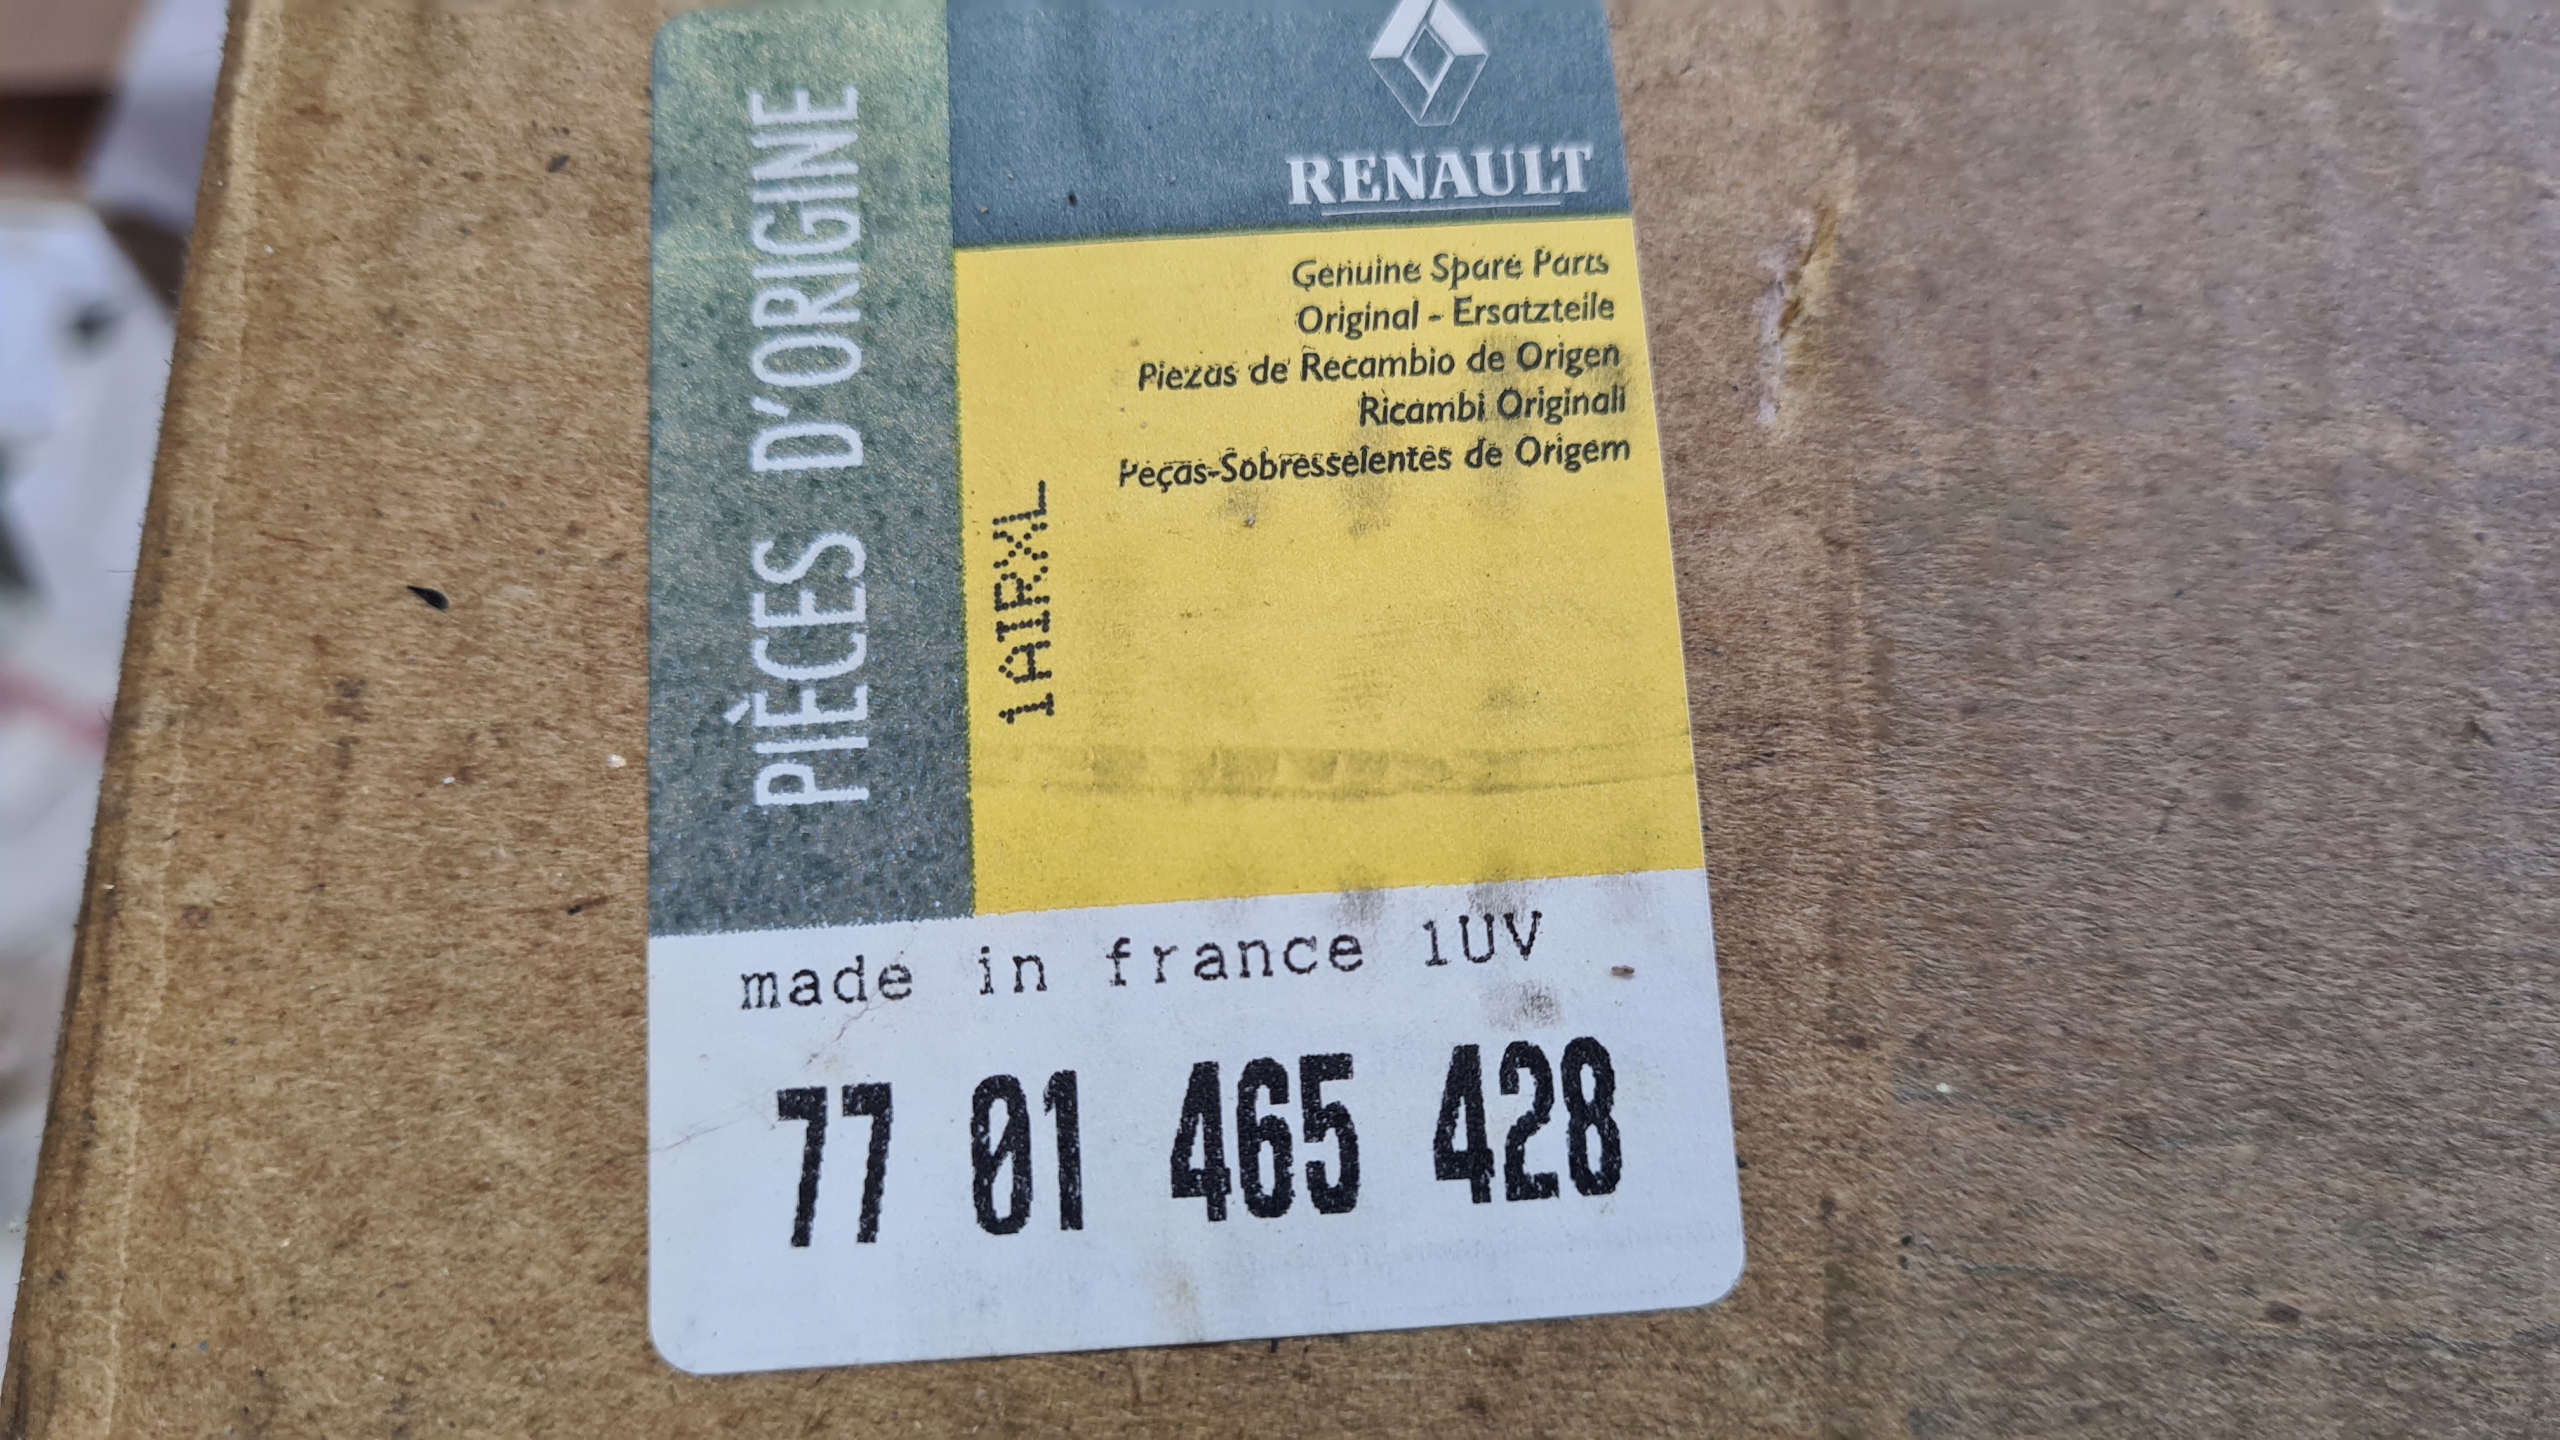 PIÈCES D'ORIGINE
RENAULT
Genuine Spare Parts
Original - Ersatzteile
Piezas de Recambio de Origen
Ricambi Originali
Peças-Sobresselentes de Origem
1AIRXL
made in france 1UV
77 01 465 428